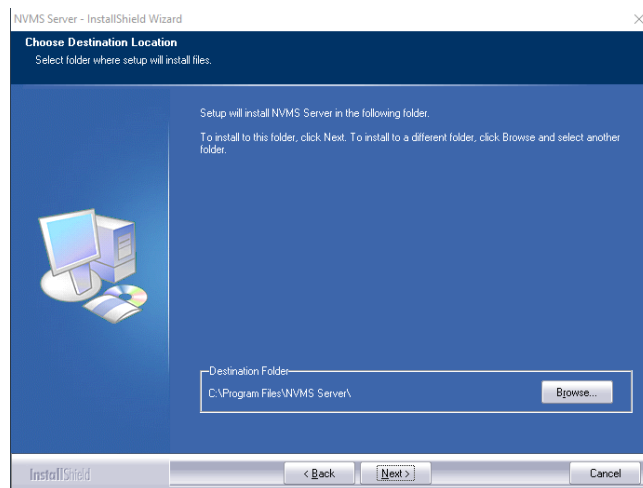 NVMS Server - InstallShield Wizard
Choose Destination Location
Select folder where setup will install files.
Setup will install NVMS Server in the following folder.
To install to this folder, click Next. To install to a different folder, click Browse and select another
folder.
Destination Folder
C:\Program Files\NVMS Server\
Browse...
InstallShield
< Back
Next >
Cancel